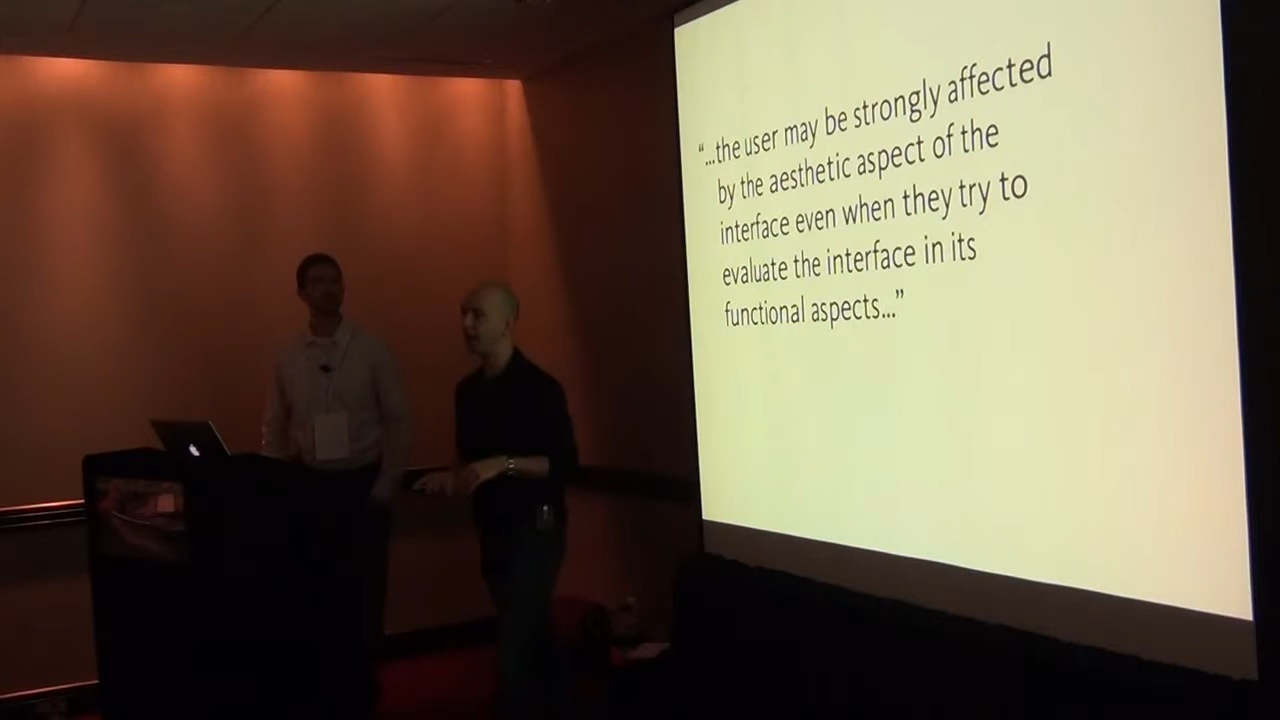 “...the user may be strongly affected
by the aesthetic aspect of the
interface even when they try to
evaluate the interface in its
functional aspects...”